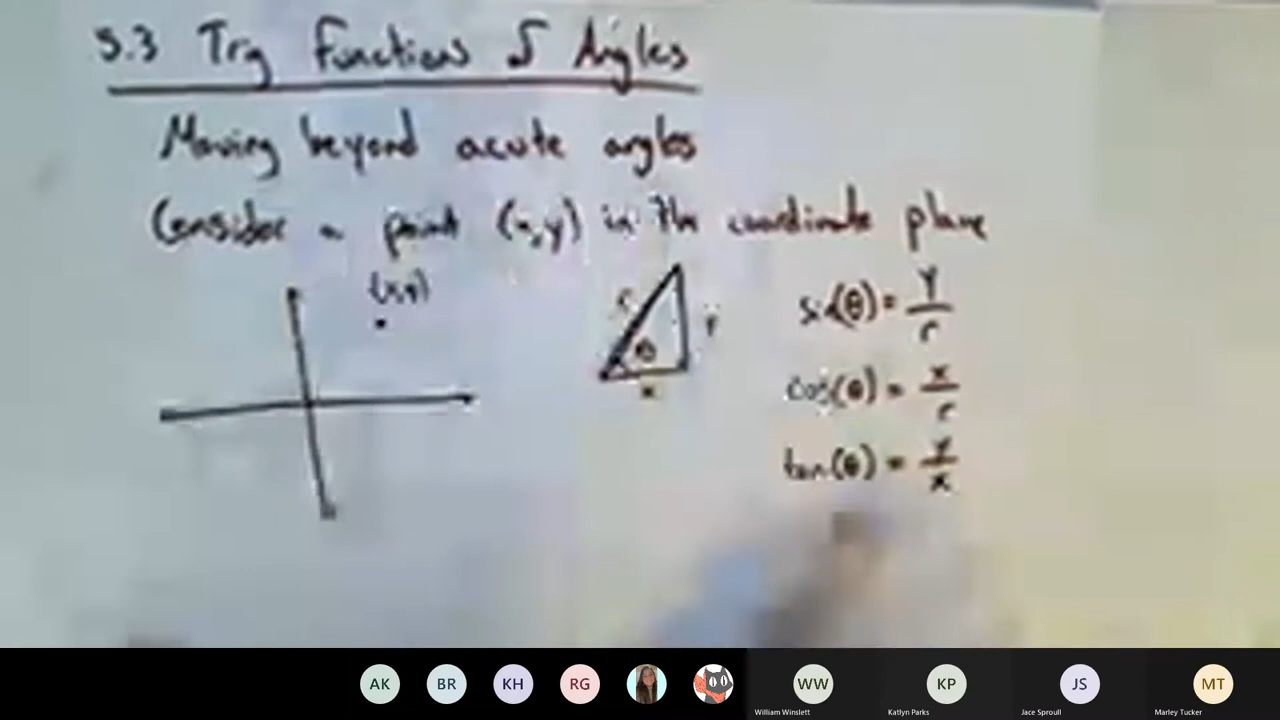 5.3 Trig Functions of Angles
Moving beyond acute angles
Consider a point (x,y) in the coordinate plane
(x,y)
r
θ
y
x
sin(θ) = y/r
cos(θ) = x/r
tan(θ) = y/x
AK
BR
KH
RG
WW
KP
JS
MT
William Winslett
Katlyn Parks
Jace Sproull
Marley Tucker